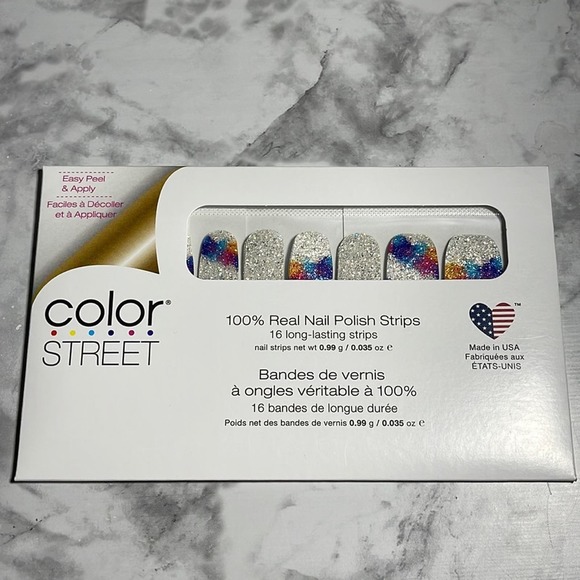 Easy Peel
& Apply
Faciles à Décoller
et à Appliquer
color®
STREET
100% Real Nail Polish Strips
16 long-lasting strips
nail strips net wt 0.99 g / 0.035 oz ℮
Bandes de vernis
à ongles véritable à 100%
16 bandes de longue durée
Poids net des bandes de vernis 0.99 g / 0.035 oz ℮
™
Made in USA
Fabriquées aux
ÉTATS-UNIS